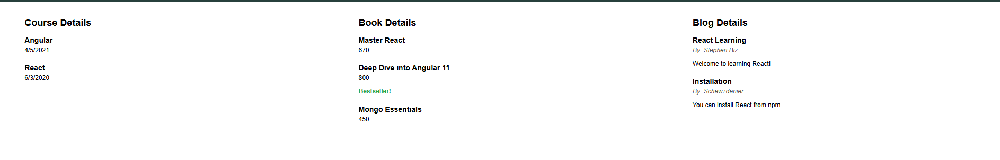 Course Details
Angular
4/5/2021
React
6/3/2020
Book Details
Master React
670
Deep Dive into Angular 11
800
Bestseller!
Mongo Essentials
450
Blog Details
React Learning
By: Stephen Biz
Welcome to learning React!
Installation
By: Schewzdenier
You can install React from npm.